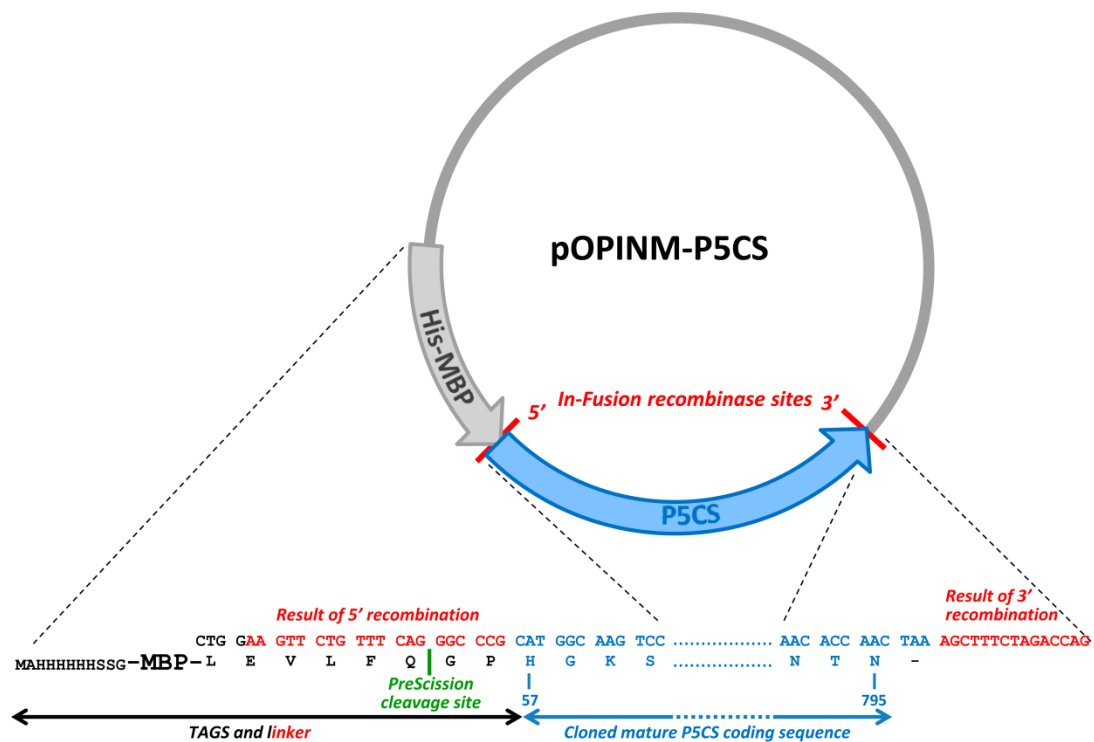 pOPINM-P5CS
His-MBP
5’ In-Fusion recombinase sites 3’
P5CS
Result of 5’ recombination
Result of 3’
recombination
CTG GAA GTT CTG TTT CAG GGC CCG CAT GGC AAG TCC ................... AAC ACC AAC TAA AGCTTTCTAGACCAG
MAHHHHHHSSG-MBP-L E V L F Q G P H G K S ................... N T N -
PreScission
cleavage site
57
795
TAGS and linker
Cloned mature P5CS coding sequence